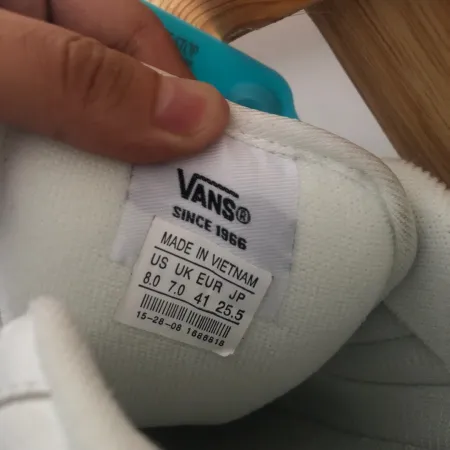 VANS®
SINCE 1966
MADE IN VIETNAM
US UK EUR JP
8.0 7.0 41 25.5
15-28-08 1686818